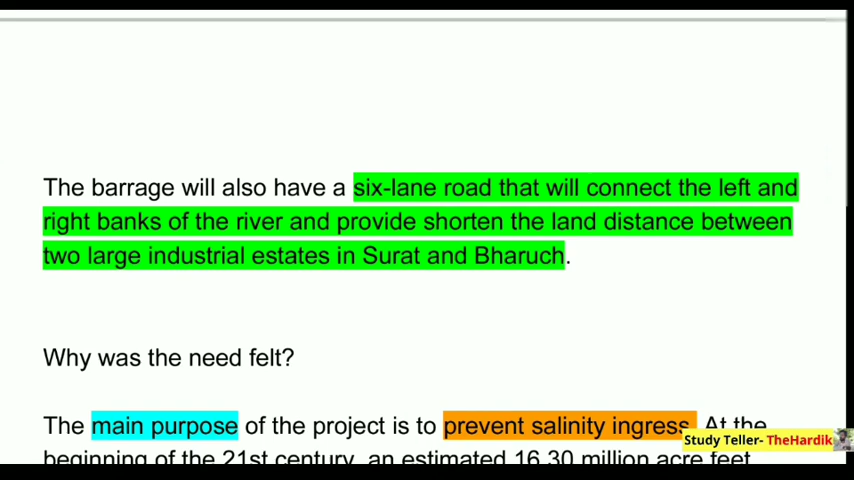 The barrage will also have a six-lane road that will connect the left and
right banks of the river and provide shorten the land distance between
two large industrial estates in Surat and Bharuch.
Why was the need felt?
The main purpose of the project is to prevent salinity ingress. At the
beginning of the 21st century, an estimated 16.30 million acre feet
Study Teller- TheHardik